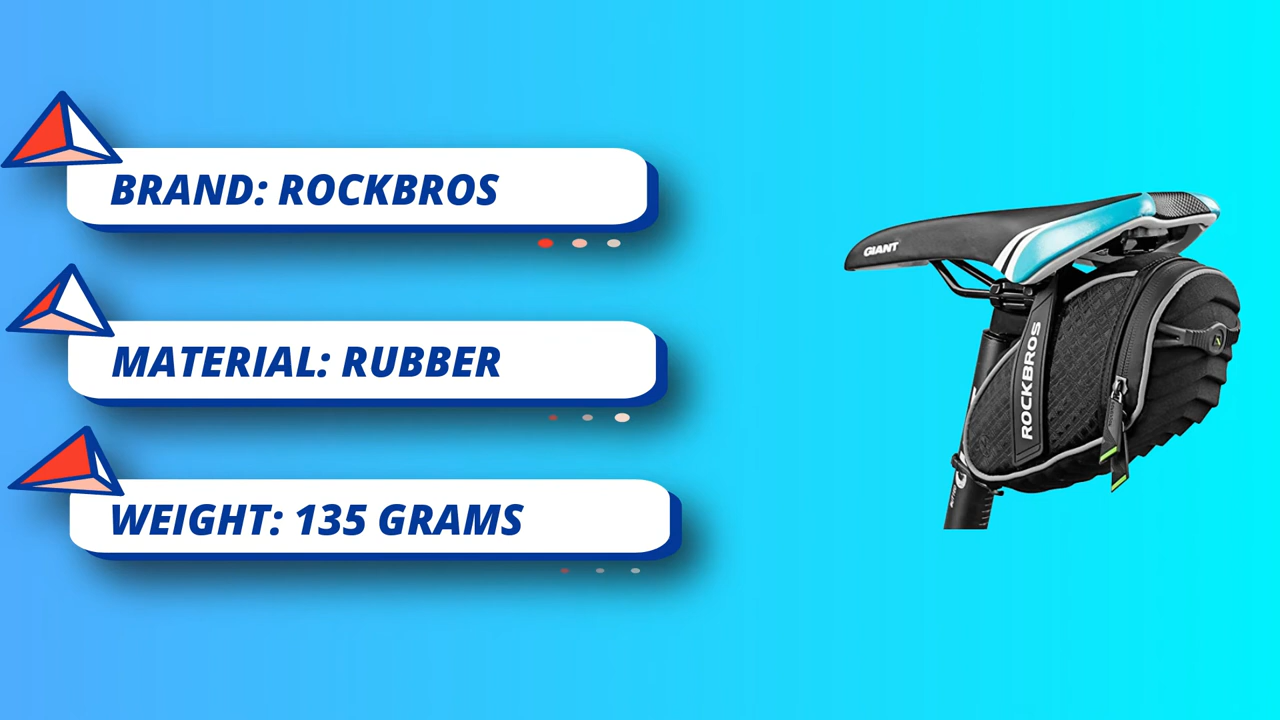 BRAND: ROCKBROS
MATERIAL: RUBBER
WEIGHT: 135 GRAMS
GIANT
ROCKBROS